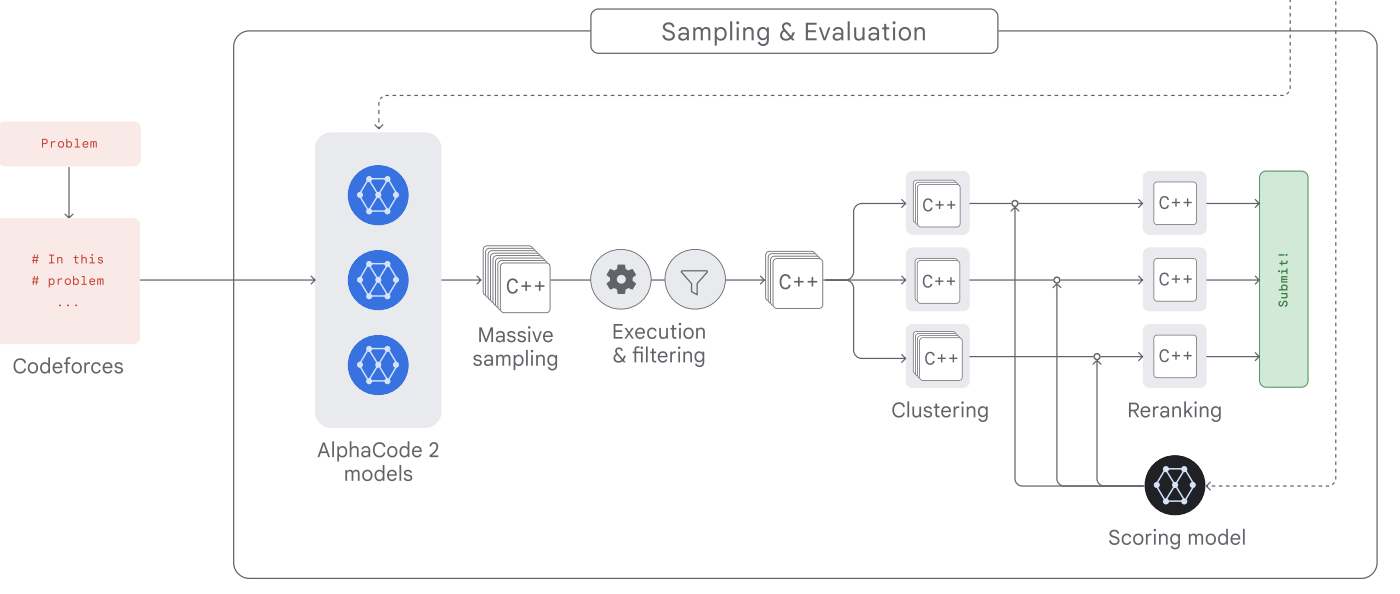 Sampling & Evaluation
Problem
# In this
# problem
...
Codeforces
AlphaCode 2
models
C++
Massive
sampling
Execution
& filtering
C++
C++
C++
C++
Clustering
C++
C++
C++
Reranking
Submit!
Scoring model